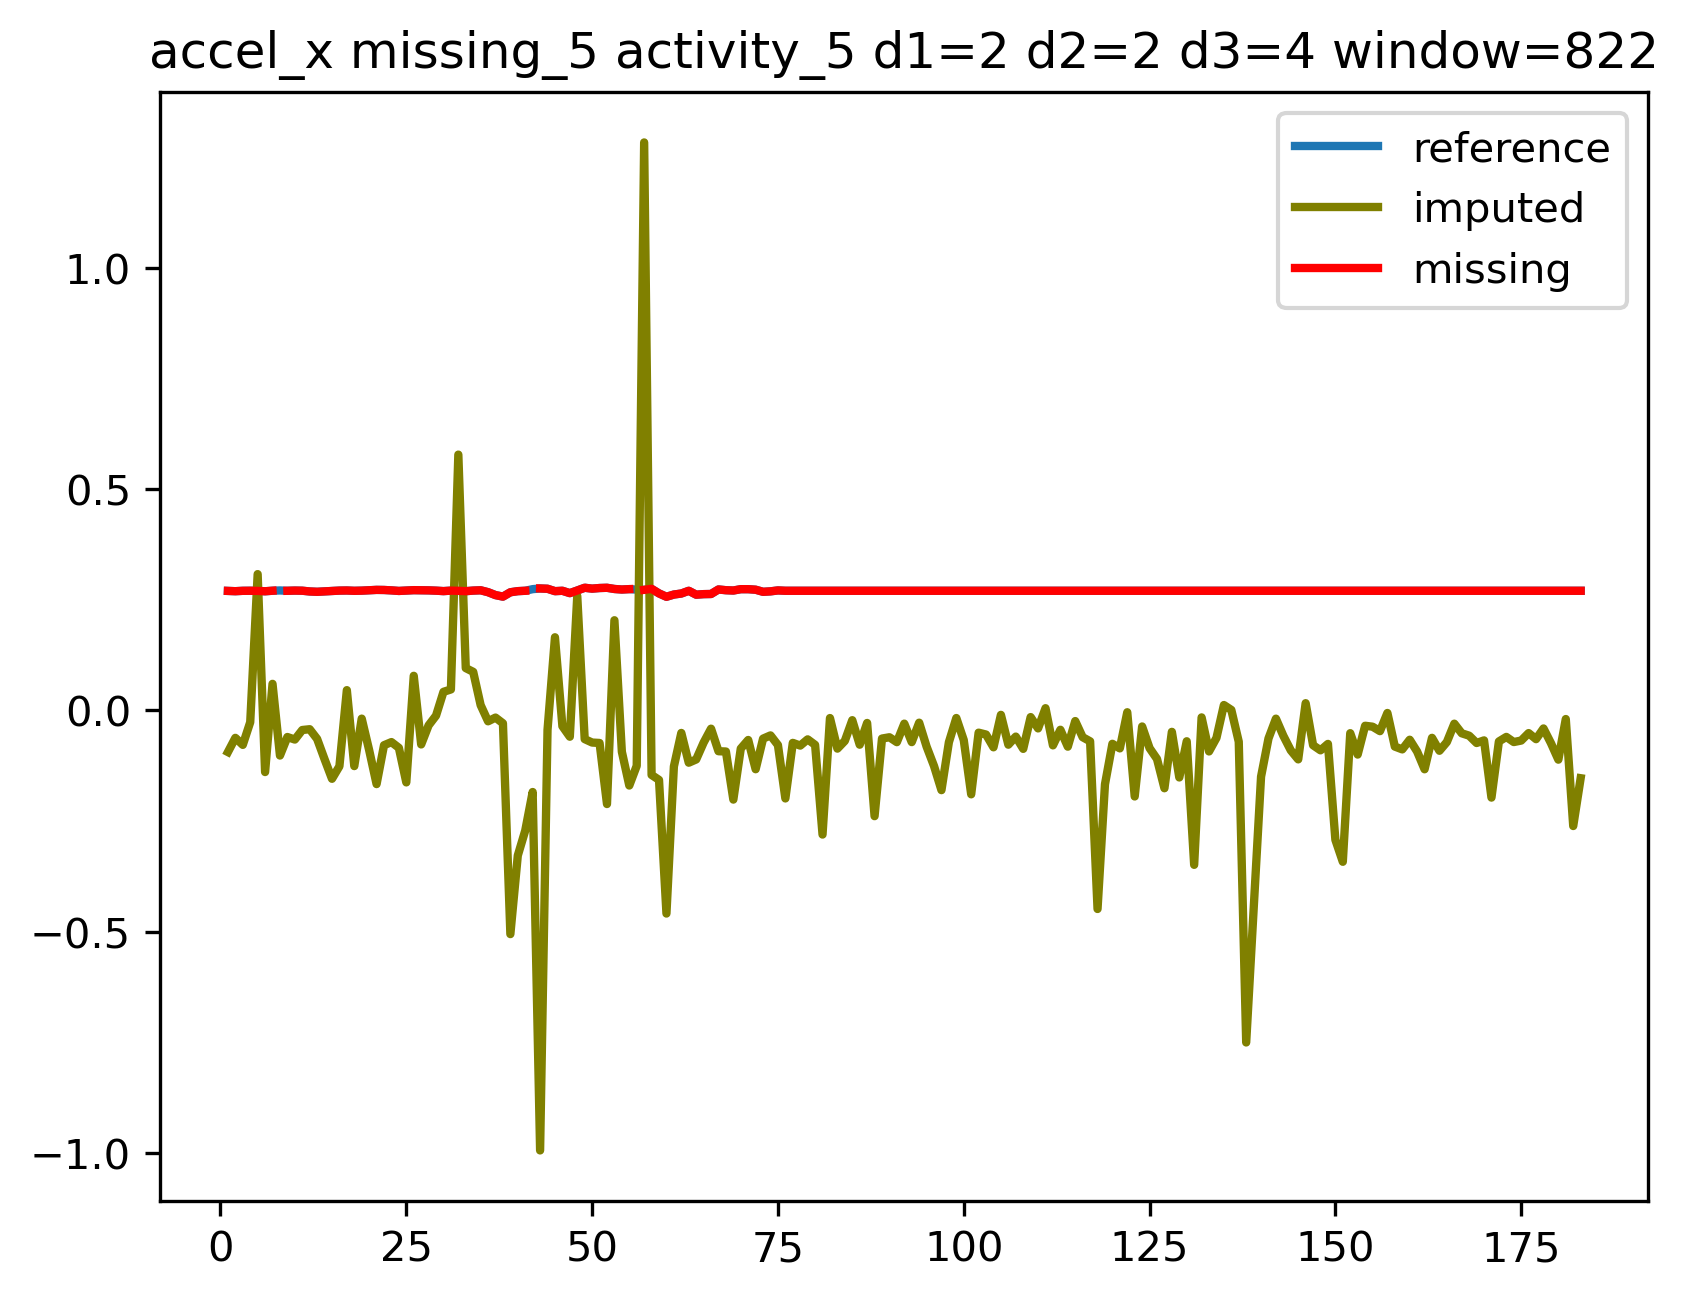 accel_x missing_5 activity_5 d1=2 d2=2 d3=4 window=822
reference
imputed
missing
1.0
0.5
0.0
−0.5
−1.0
0 25 50 75 100 125 150 175